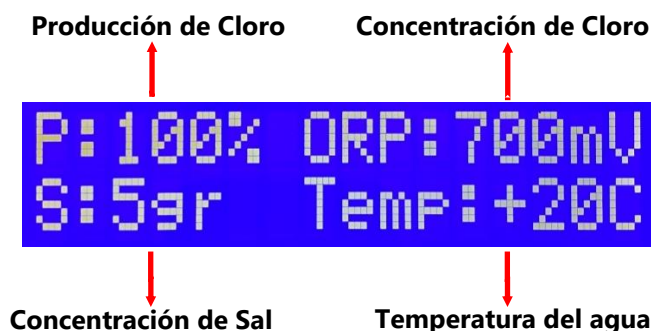 Producción de Cloro Concentración de Cloro
P:100% ORP:700mV
S:5gr Temp:+20C
Concentración de Sal Temperatura del agua